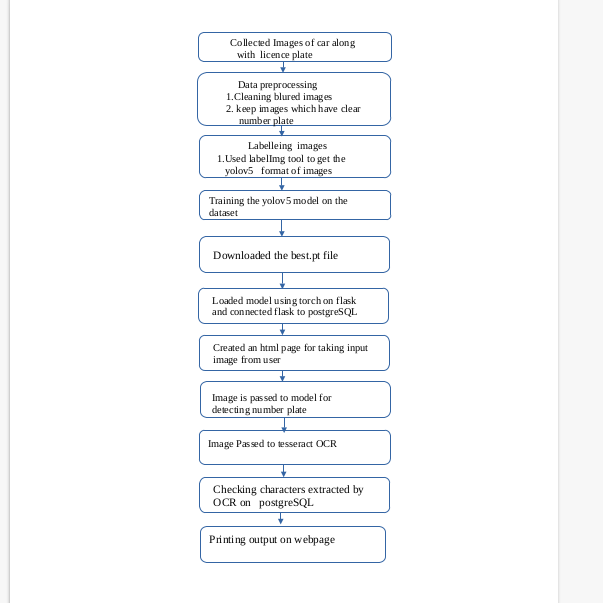 Collected Images of car along
with licence plate
Data preprocessing
1.Cleaning blured images
2. keep images which have clear
number plate
Labelleing images
1.Used labelImg tool to get the
yolov5 format of images
Training the yolov5 model on the
dataset
Downloaded the best.pt file
Loaded model using torch on flask
and connected flask to postgreSQL
Created an html page for taking input
image from user
Image is passed to model for
detecting number plate
Image Passed to tesseract OCR
Checking characters extracted by
OCR on postgreSQL
Printing output on webpage